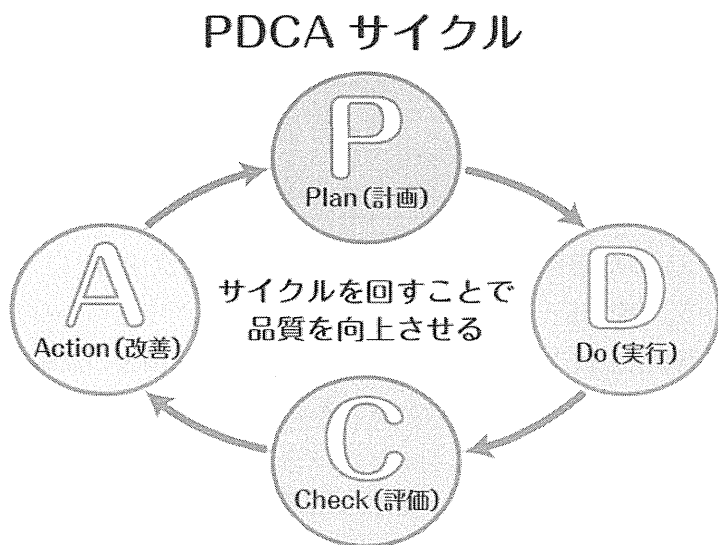 PDCA サイクル
P
Plan(計画)
D
Do(実行)
C
Check(評価)
A
Action(改善)
サイクルを回すことで
品質を向上させる